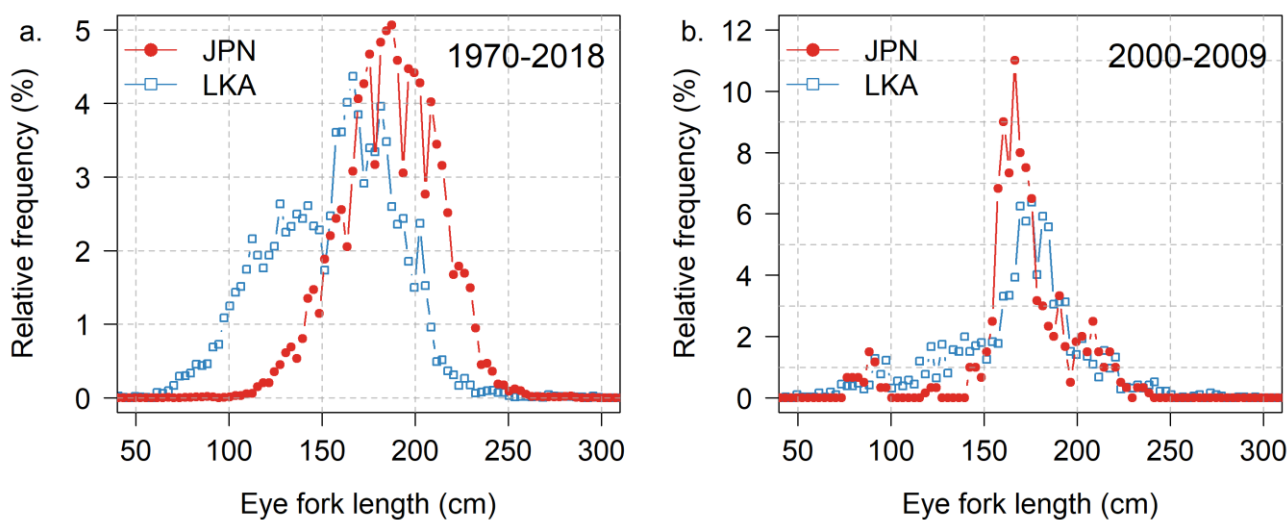 a.
JPN
LKA
1970-2018
Relative frequency (%)
5
4
3
2
1
0
50 100 150 200 250 300
Eye fork length (cm)
b.
JPN
LKA
2000-2009
Relative frequency (%)
12
10
8
6
4
2
0
50 100 150 200 250 300
Eye fork length (cm)